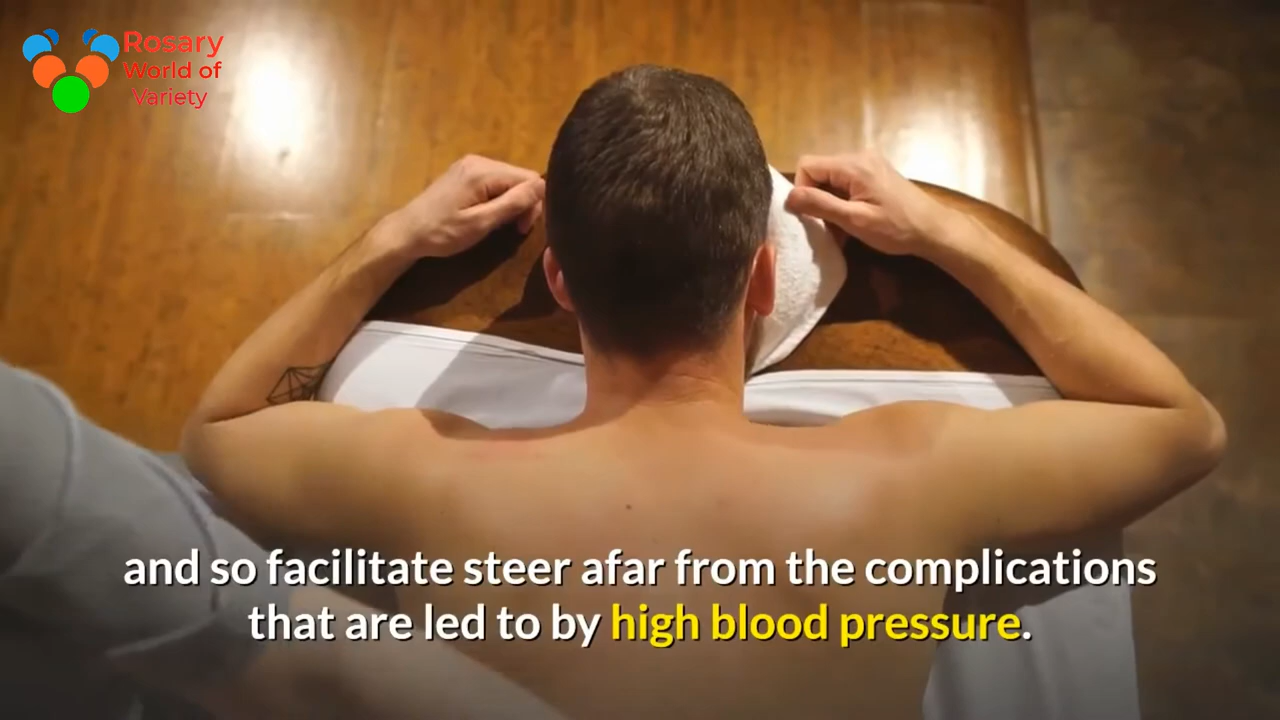 Rosary
World of
Variety
and so facilitate steer afar from the complications
that are led to by high blood pressure.